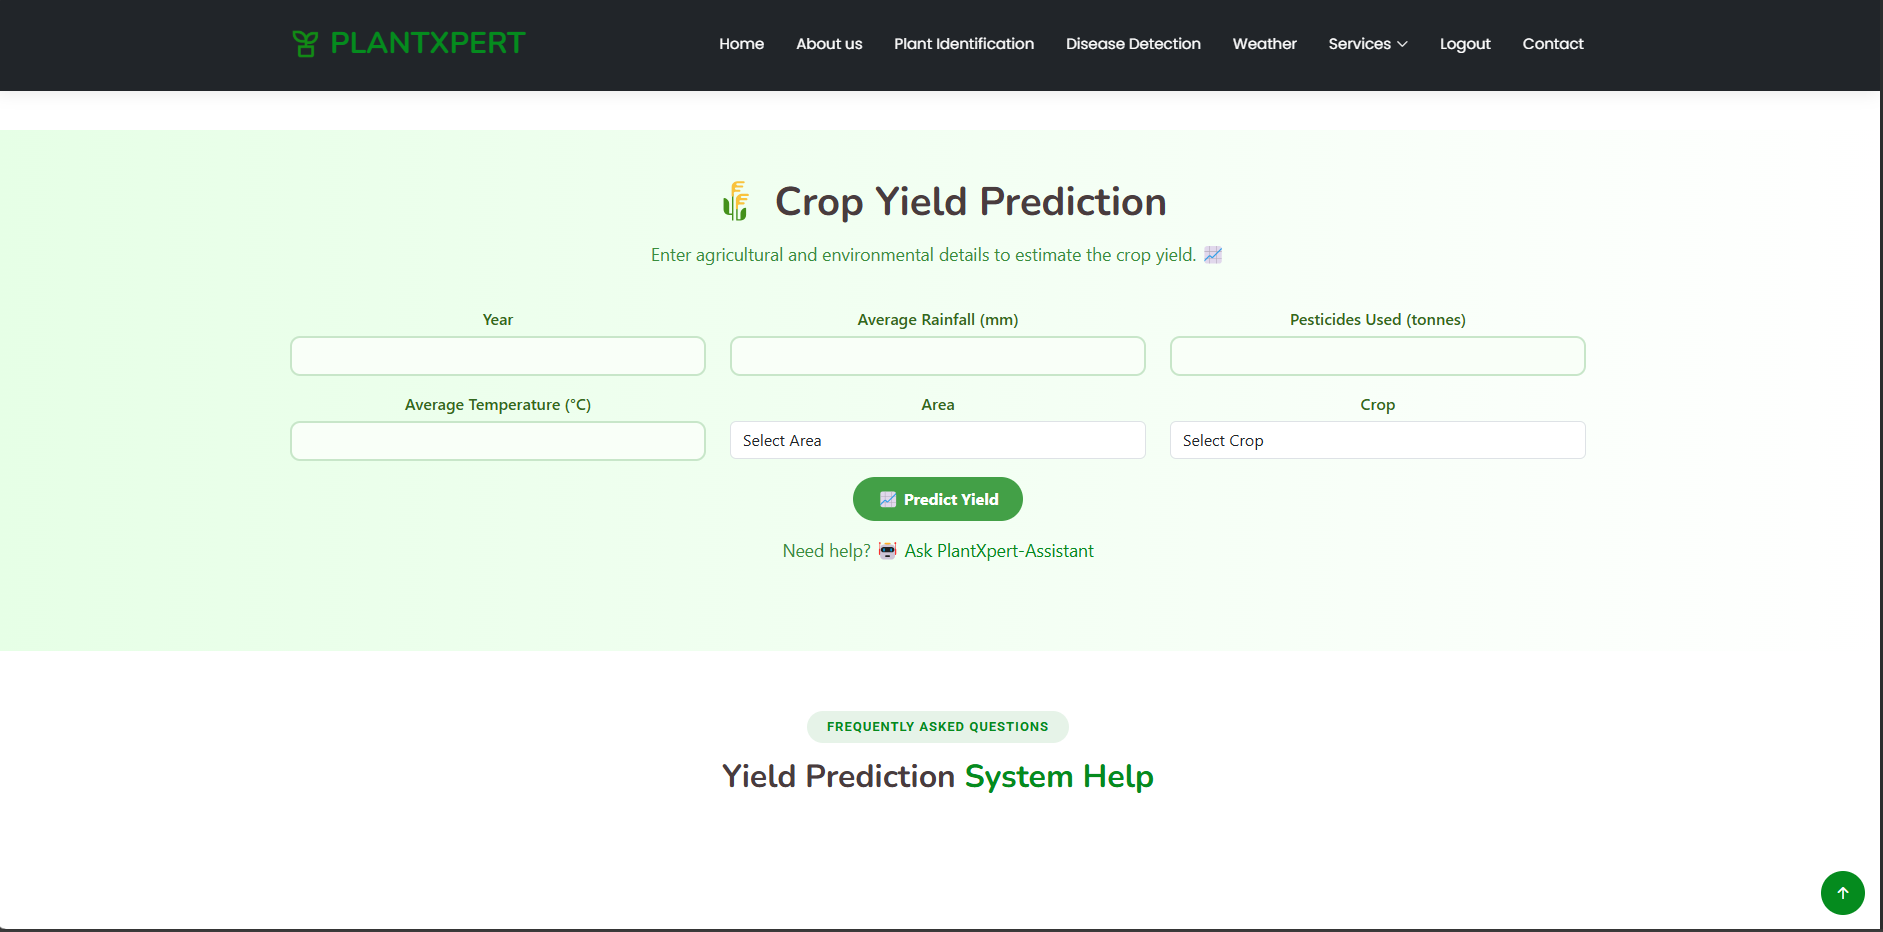 PLANTXPERT
Home About us Plant Identification Disease Detection Weather Services Logout Contact
Crop Yield Prediction
Enter agricultural and environmental details to estimate the crop yield.
Year Average Rainfall (mm) Pesticides Used (tonnes)
Average Temperature (°C) Area Crop
Select Area Select Crop
Predict Yield
Need help? Ask PlantXpert-Assistant
FREQUENTLY ASKED QUESTIONS
Yield Prediction System Help